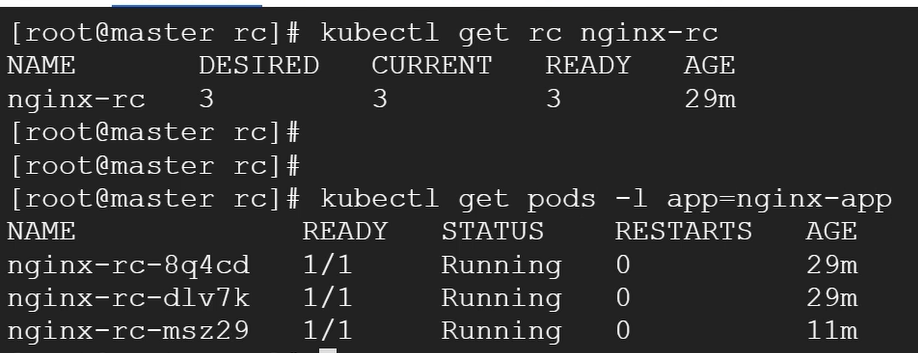 [root@master rc]# kubectl get rc nginx-rc
NAME DESIRED CURRENT READY AGE
nginx-rc 3 3 3 29m
[root@master rc]#
[root@master rc]#
[root@master rc]# kubectl get pods -l app=nginx-app
NAME READY STATUS RESTARTS AGE
nginx-rc-8q4cd 1/1 Running 0 29m
nginx-rc-dlv7k 1/1 Running 0 29m
nginx-rc-msz29 1/1 Running 0 11m